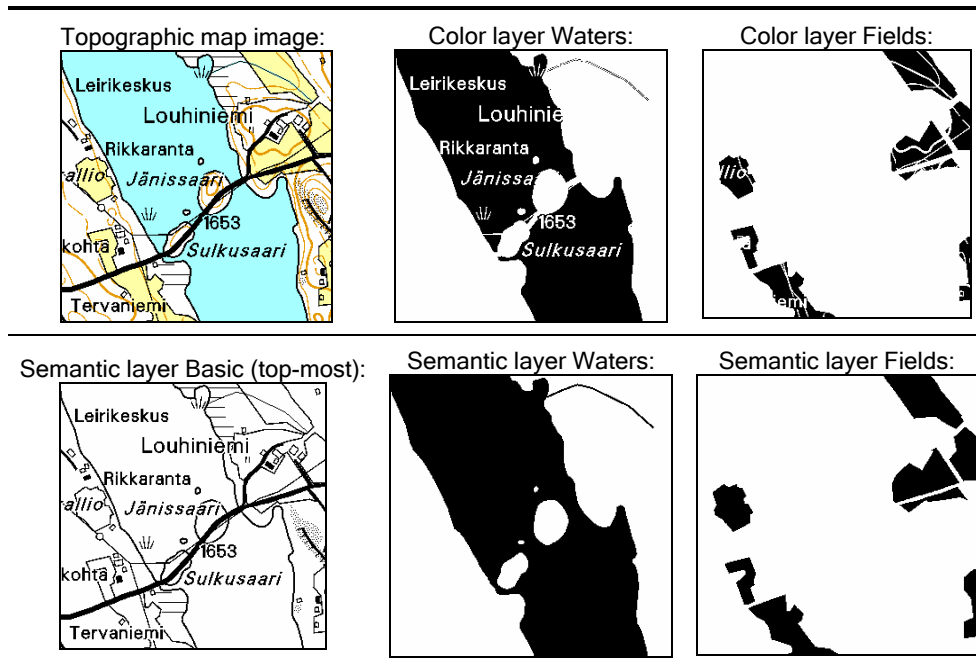 Topographic map image:
Color layer Waters:
Color layer Fields:
Leirikeskus
Louhiniemi
Rikkaranta
allio
Jänissaari
1653
kohta
Sulkusaari
Tervaniemi
Louhinie
Rikkaranta
Jänissa
1653
Sulkusaari
llio
niemi
Semantic layer Basic (top-most):
Semantic layer Waters:
Semantic layer Fields:
Leirikeskus
Louhiniemi
Rikkaranta
allio
Jänissaari
1653
kohta
Sulkusaari
Tervaniemi